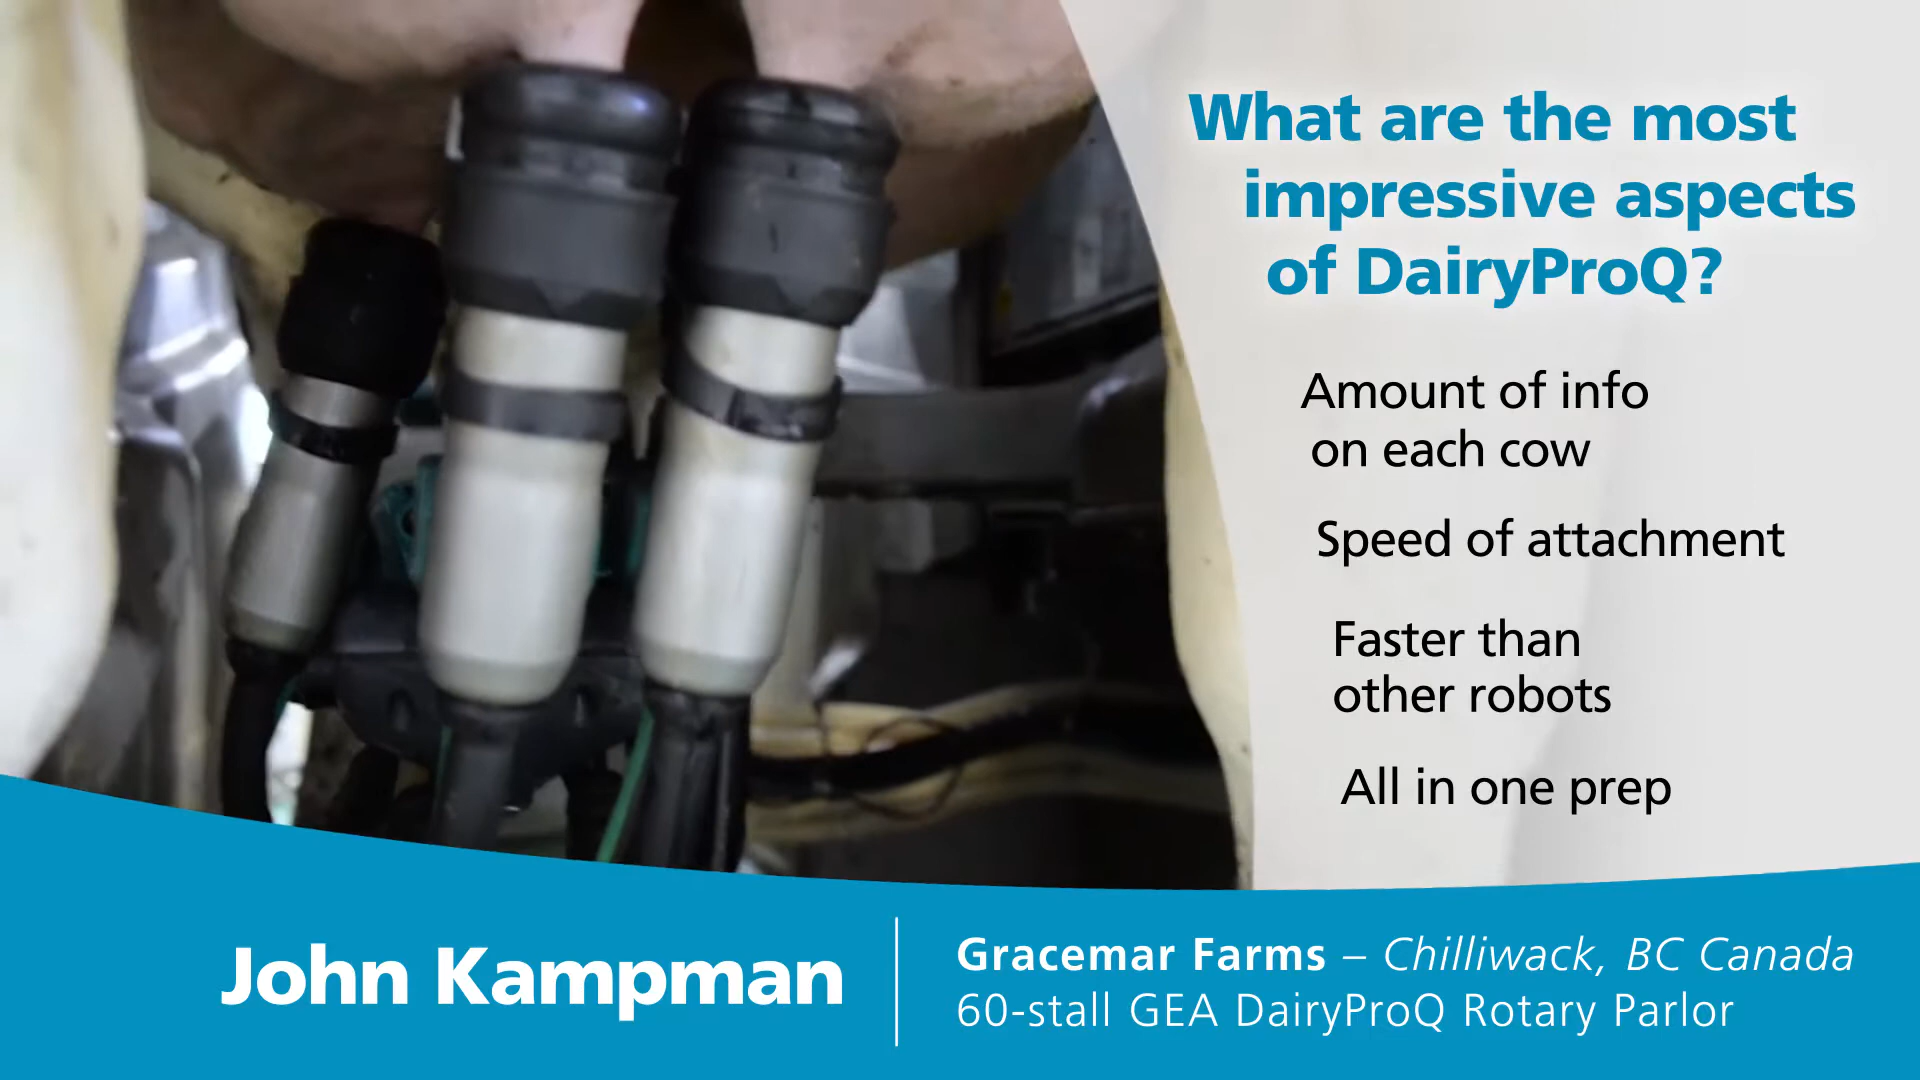 What are the most
impressive aspects
of DairyProQ?
Amount of info
on each cow
Speed of attachment
Faster than
other robots
All in one prep
John Kampman
Gracemar Farms – Chilliwack, BC Canada
60-stall GEA DairyProQ Rotary Parlor